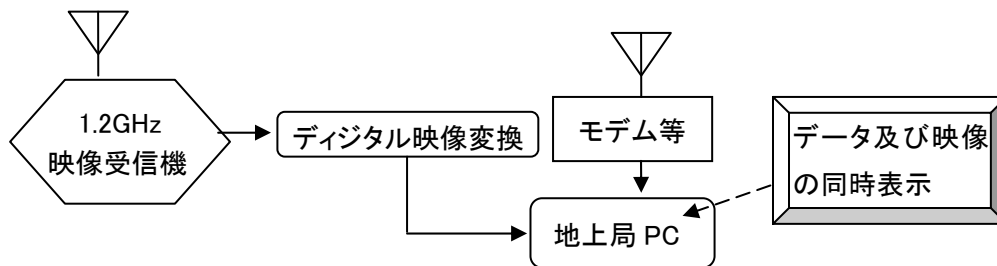 1.2GHz
映像受信機
ディジタル映像変換
モデム等
地上局 PC
データ及び映像
の同時表示